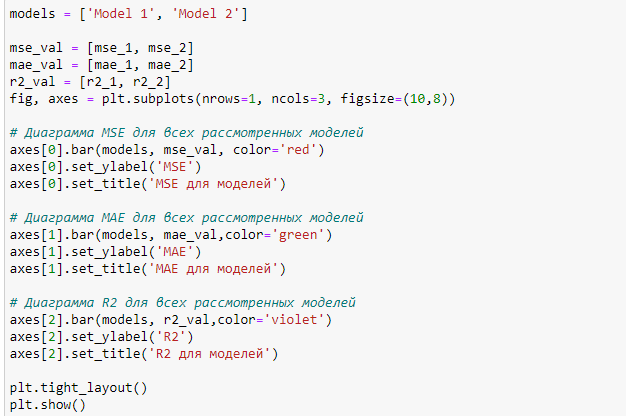 models = ['Model 1', 'Model 2']
mse_val = [mse_1, mse_2]
mae_val = [mae_1, mae_2]
r2_val = [r2_1, r2_2]
fig, axes = plt.subplots(nrows=1, ncols=3, figsize=(10,8))
# Диаграмма MSE для всех рассмотренных моделей
axes[0].bar(models, mse_val, color='red')
axes[0].set_ylabel('MSE')
axes[0].set_title('MSE для моделей')
# Диаграмма MAE для всех рассмотренных моделей
axes[1].bar(models, mae_val,color='green')
axes[1].set_ylabel('MAE')
axes[1].set_title('MAE для моделей')
# Диаграмма R2 для всех рассмотренных моделей
axes[2].bar(models, r2_val,color='violet')
axes[2].set_ylabel('R2')
axes[2].set_title('R2 для моделей')
plt.tight_layout()
plt.show()